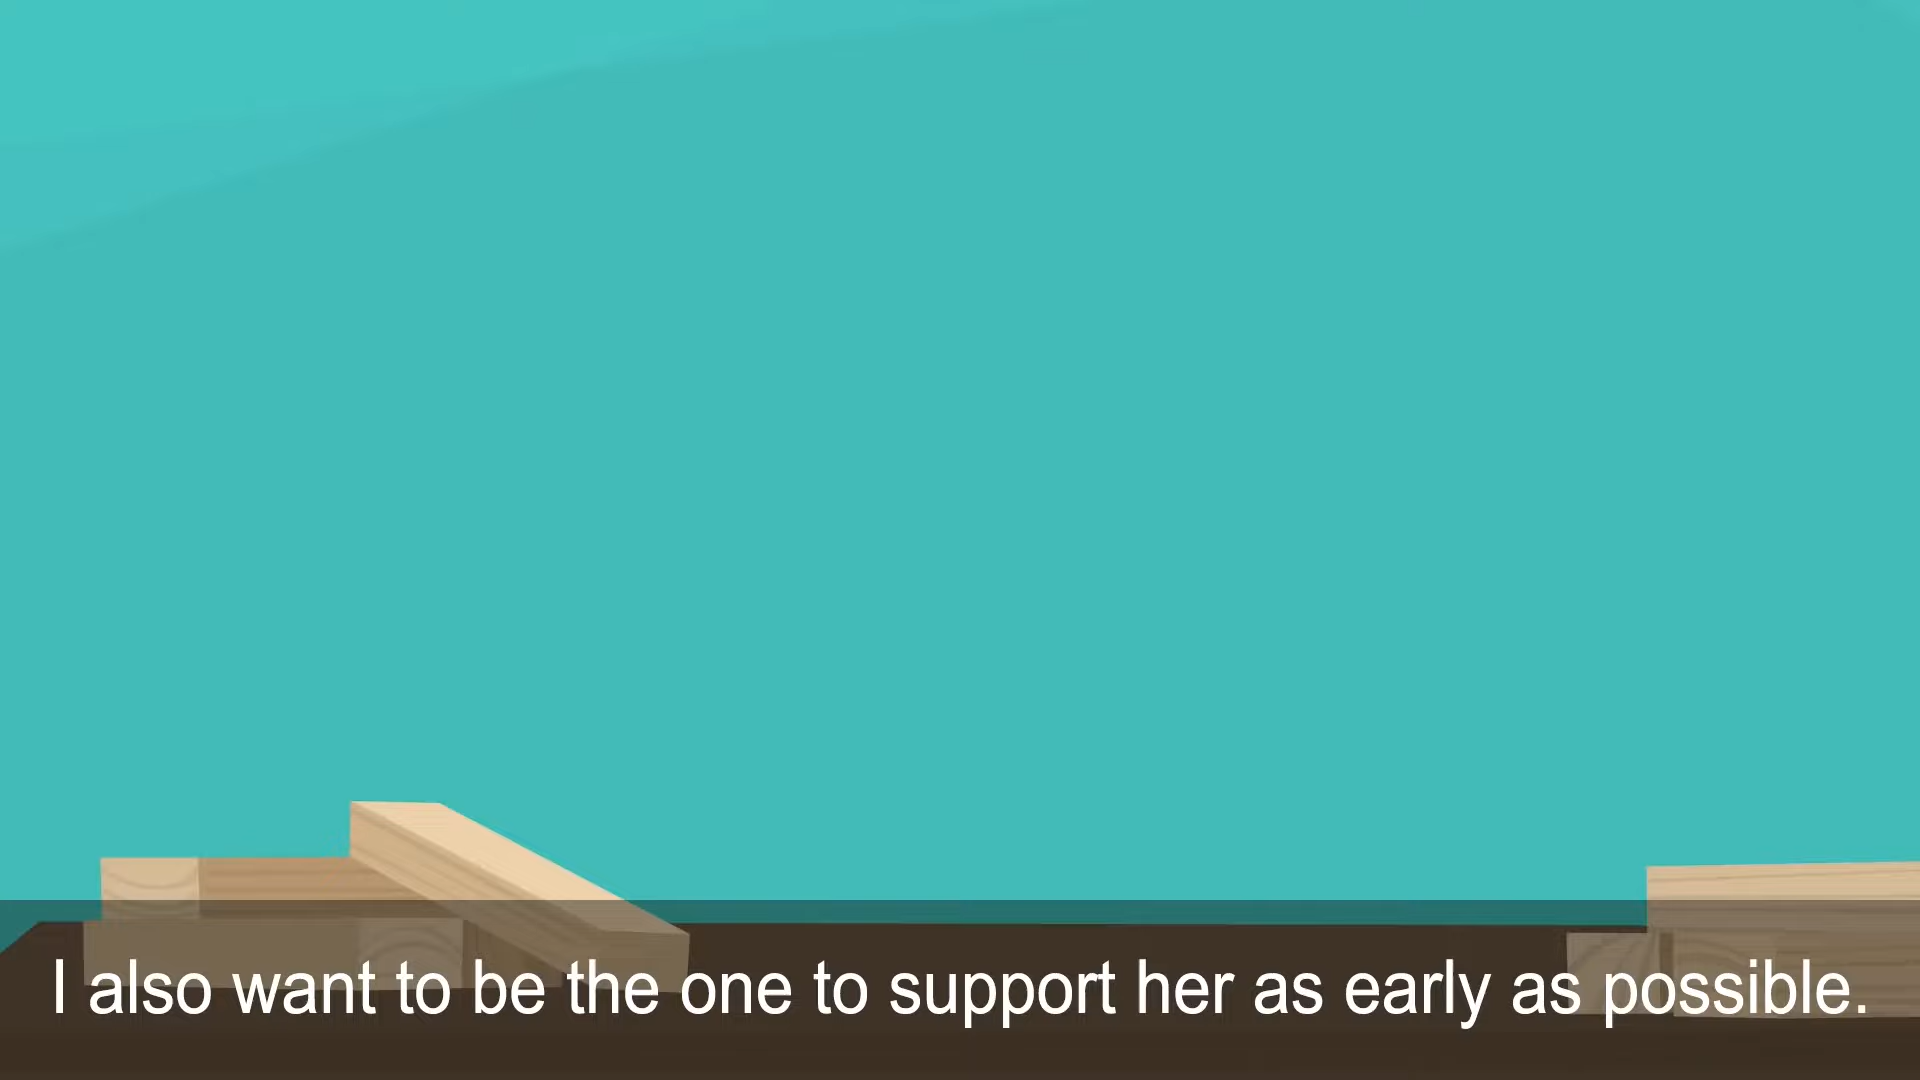 I also want to be the one to support her as early as possible.